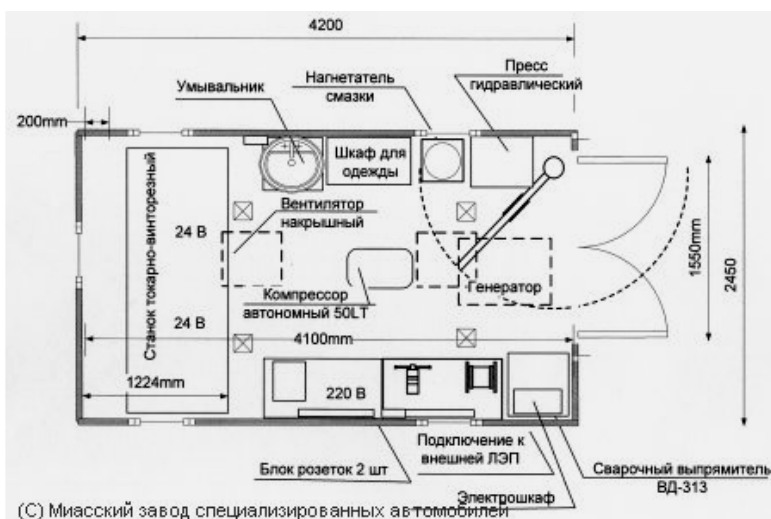 4200
Умывальник
Нагнетатель
смазки
Пресс
гидравлический
200mm
Шкаф для
одежды
Станок токарно-винторезный
24 В
Вентилятор
накрышный
Генератор
1550mm
2450
24 В
Компрессор
автономный 50LT
4100mm
1224mm
220 В
Блок розеток 2 шт
Подключение к
внешней ЛЭП
Сварочный выпрямитель
ВД-313
Электрошкаф
(C) Миасский завод специализированных автомобилей